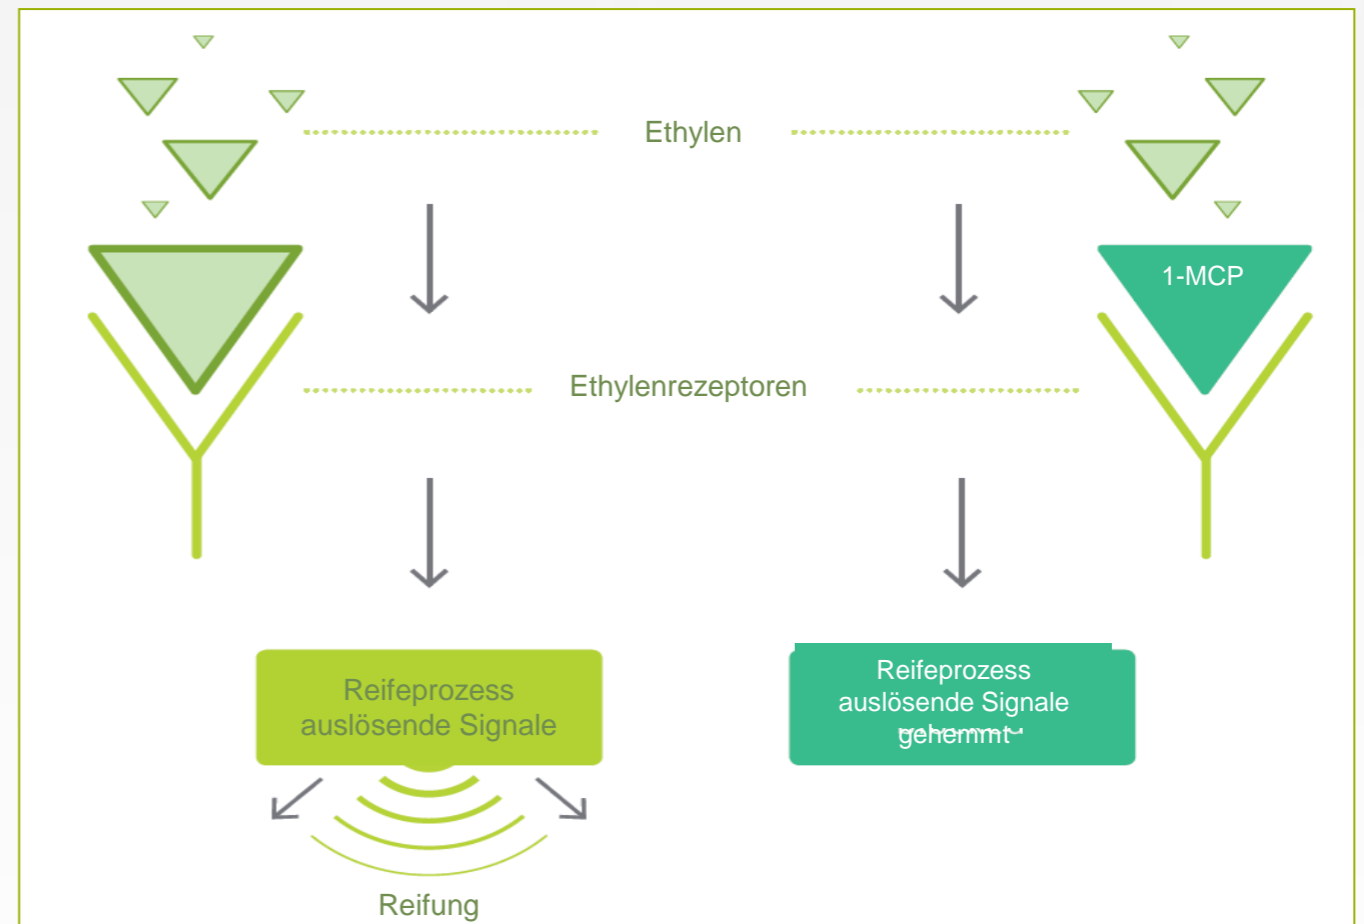 Ethylen
1-MCP
Ethylenrezeptoren
Reifeprozess
auslösende Signale
Reifeprozess
auslösende Signale
gehemmt
Reifung